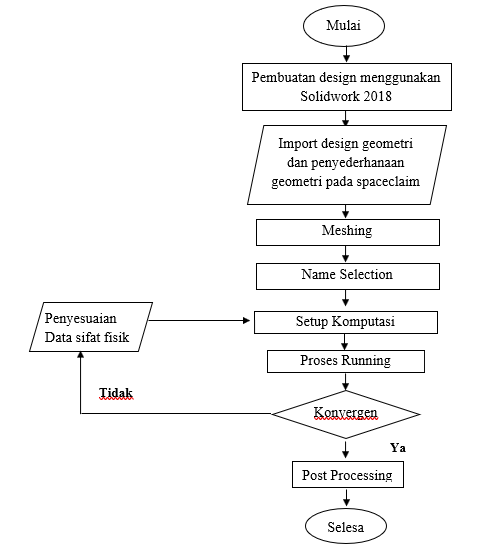 Mulai
Pembuatan design menggunakan
Solidwork 2018
Import design geometri
dan penyederhanaan
geometri pada spaceclaim
Meshing
Name Selection
Penyesuaian
Data sifat fisik
Setup Komputasi
Proses Running
Tidak
Konvergen
Ya
Post Processing
Selesa